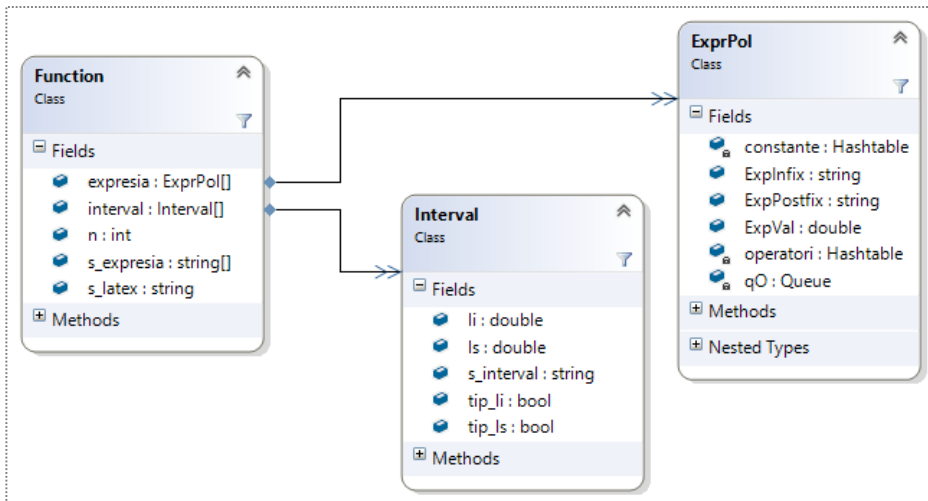 Function
Class
Fields
expresia : ExprPol[]
interval : Interval[]
n : int
s_expresia : string[]
s_latex : string
Methods
Interval
Class
Fields
li : double
ls : double
s_interval : string
tip_li : bool
tip_ls : bool
Methods
ExprPol
Class
Fields
constante : Hashtable
ExpInfix : string
ExpPostfix : string
ExpVal : double
operatori : Hashtable
qO : Queue
Methods
Nested Types